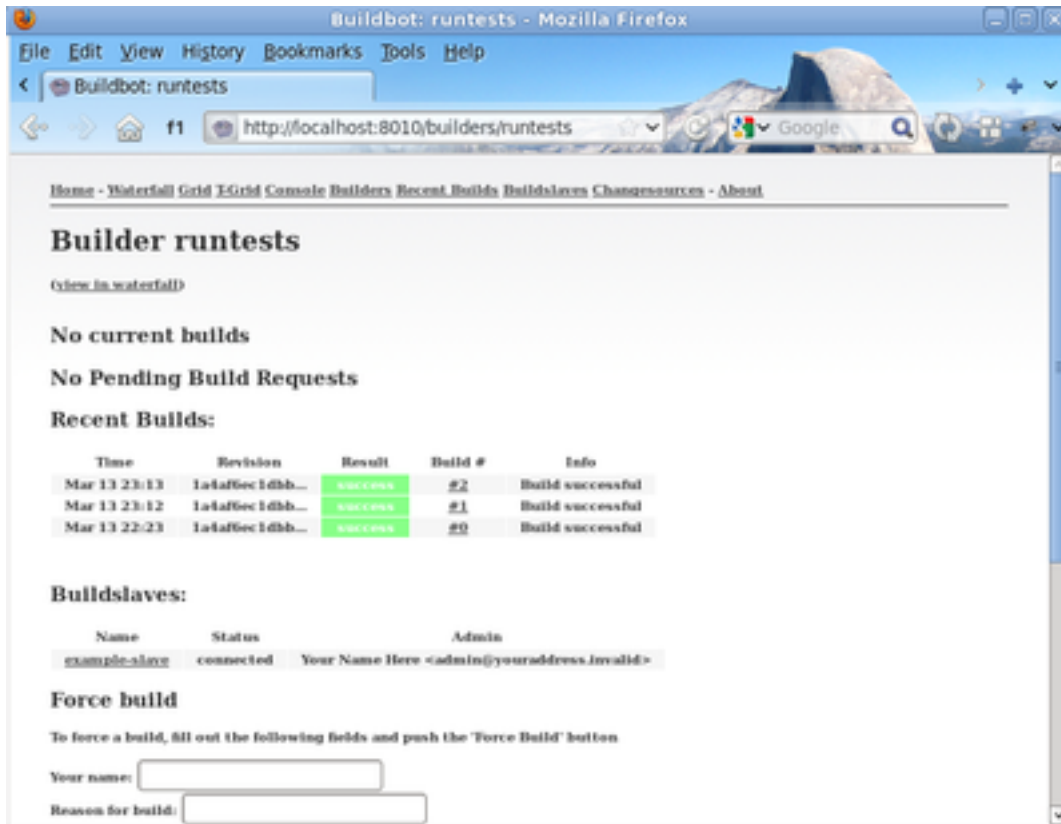 Buildbot: runtests - Mozilla Firefox
File Edit View History Bookmarks Tools Help
Buildbot: runtests
f1 http://localhost:8010/builders/runtests Google
Home - Waterfall Grid T-Grid Console Builders Recent Builds Buildslaves Changesources - About
Builder runtests
(view in waterfall)
No current builds
No Pending Build Requests
Recent Builds:
Time Revision Result Build # Info
Mar 13 23:13 1a4af6ec1dbb... success #2 Build successful
Mar 13 23:12 1a4af6ec1dbb... success #1 Build successful
Mar 13 22:23 1a4af6ec1dbb... success #0 Build successful
Buildslaves:
Name Status Admin
example-slave connected Your Name Here <admin@youraddress.invalid>
Force build
To force a build, fill out the following fields and push the 'Force Build' button
Your name:
Reason for build: